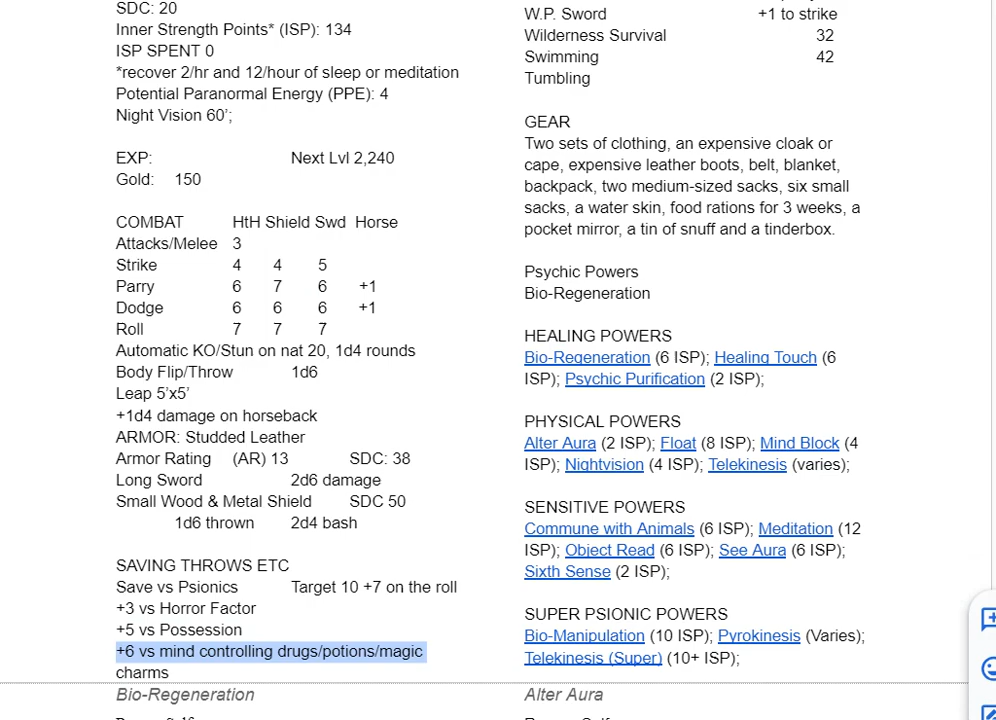 SDC: 20
Inner Strength Points* (ISP): 134
ISP SPENT 0
*recover 2/hr and 12/hour of sleep or meditation
Potential Paranormal Energy (PPE): 4
Night Vision 60’;
EXP: Next Lvl 2,240
Gold: 150
COMBAT HtH Shield Swd Horse
Attacks/Melee 3
Strike 4 4 5
Parry 6 7 6 +1
Dodge 6 6 6 +1
Roll 7 7 7
Automatic KO/Stun on nat 20, 1d4 rounds
Body Flip/Throw 1d6
Leap 5’x5’
+1d4 damage on horseback
ARMOR: Studded Leather
Armor Rating (AR) 13 SDC: 38
Long Sword 2d6 damage
Small Wood & Metal Shield SDC 50
1d6 thrown 2d4 bash
SAVING THROWS ETC
Save vs Psionics Target 10 +7 on the roll
+3 vs Horror Factor
+5 vs Possession
+6 vs mind controlling drugs/potions/magic
charms
Bio-Regeneration
W.P. Sword +1 to strike
Wilderness Survival 32
Swimming 42
Tumbling
GEAR
Two sets of clothing, an expensive cloak or
cape, expensive leather boots, belt, blanket,
backpack, two medium-sized sacks, six small
sacks, a water skin, food rations for 3 weeks, a
pocket mirror, a tin of snuff and a tinderbox.
Psychic Powers
Bio-Regeneration
HEALING POWERS
Bio-Regeneration (6 ISP); Healing Touch (6
ISP); Psychic Purification (2 ISP);
PHYSICAL POWERS
Alter Aura (2 ISP); Float (8 ISP); Mind Block (4
ISP); Nightvision (4 ISP); Telekinesis (varies);
SENSITIVE POWERS
Commune with Animals (6 ISP); Meditation (12
ISP); Object Read (6 ISP); See Aura (6 ISP);
Sixth Sense (2 ISP);
SUPER PSIONIC POWERS
Bio-Manipulation (10 ISP); Pyrokinesis (Varies);
Telekinesis (Super) (10+ ISP);
Alter Aura